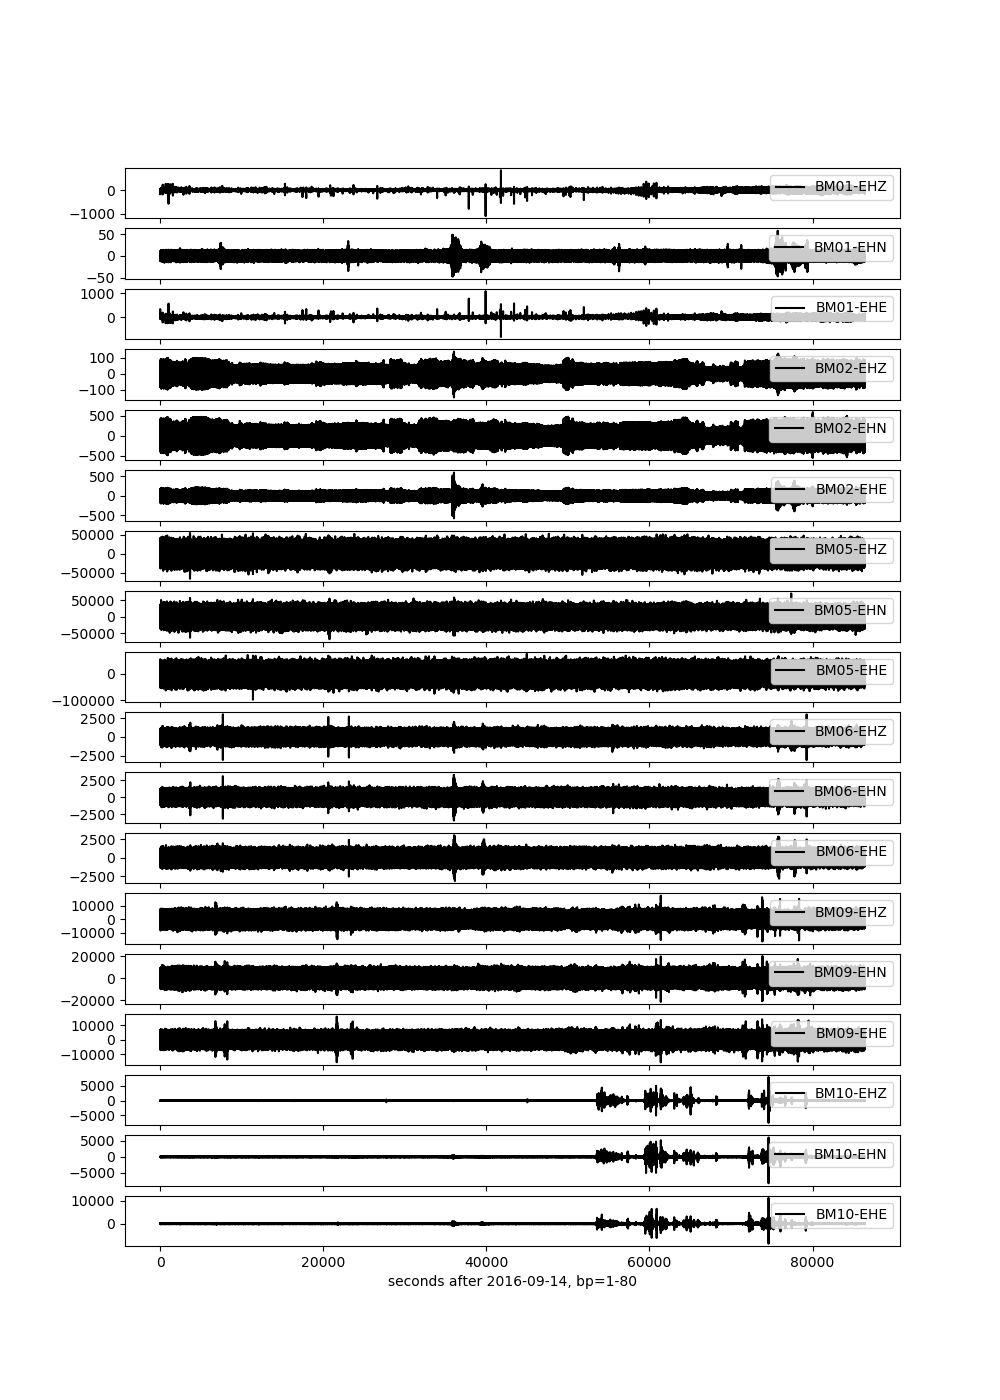 0
−1000
BM01-EHZ
50
0
−50
BM01-EHN
1000
0
BM01-EHE
100
0
−100
BM02-EHZ
500
0
−500
BM02-EHN
500
0
−500
BM02-EHE
50000
0
−50000
BM05-EHZ
50000
0
−50000
BM05-EHN
0
−100000
BM05-EHE
2500
0
−2500
BM06-EHZ
2500
0
−2500
BM06-EHN
2500
0
−2500
BM06-EHE
10000
0
−10000
BM09-EHZ
20000
0
−20000
BM09-EHN
10000
0
−10000
BM09-EHE
5000
0
−5000
BM10-EHZ
5000
0
−5000
BM10-EHN
10000
0
BM10-EHE
0 20000 40000 60000 80000
seconds after 2016-09-14, bp=1-80